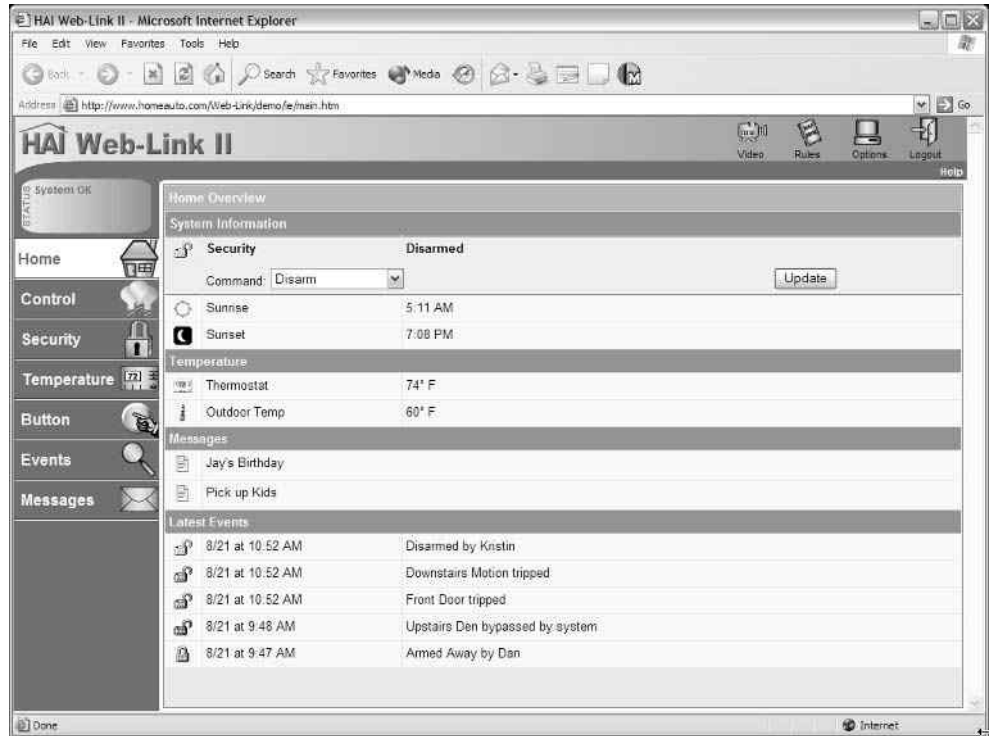 HAI Web-Link II - Microsoft Internet Explorer
File Edit View Favorites Tools Help
Back Search Favorites Media
Address http://www.homeauto.com/Web-Link/demo/ie/main.htm Go
HAI Web-Link II
Video Rules Options Logout
Help
STATUS System OK
Home Overview
System Information
Home
Security Disarmed
Command: Disarm Update
Control
Sunrise 5:11 AM
Security
Sunset 7:08 PM
Temperature
Temperature 72
Thermostat 74° F
Button
Outdoor Temp 60° F
Messages
Events
Jay's Birthday
Messages
Pick up Kids
Latest Events
8/21 at 10:52 AM Disarmed by Kristin
8/21 at 10:52 AM Downstairs Motion tripped
8/21 at 10:52 AM Front Door tripped
8/21 at 9:48 AM Upstairs Den bypassed by system
8/21 at 9:47 AM Armed Away by Dan
Done Internet